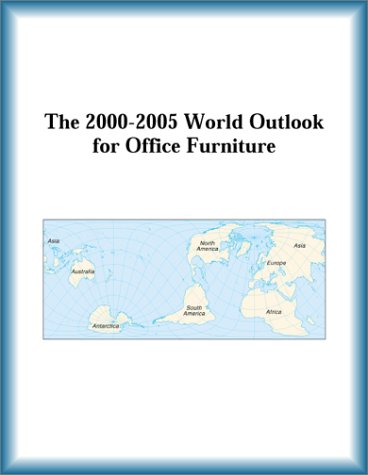 The 2000-2005 World Outlook
for Office Furniture
Asia
North
America
Asia
Europe
Australia
South
America
Africa
Antarctica